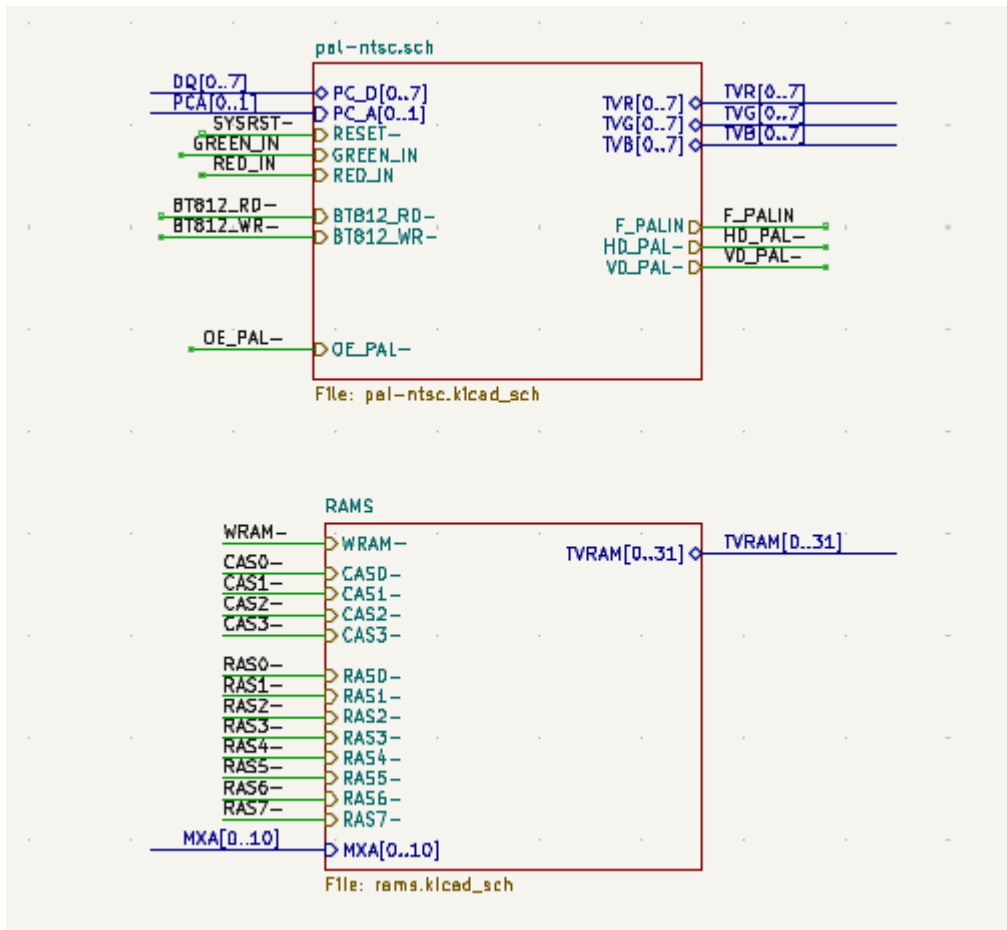 pal-ntsc.sch
DQ[0..7]
PC_D[0..7]
TVR[0..7]
TVR[0..7]
PCA[0..1]
PC_A[0..1]
TVG[0..7]
TVG[0..7]
SYSRST-
RESET-
TVB[0..7]
TVB[0..7]
GREEN_IN
GREEN_IN
RED_IN
RED_IN
BT812_RD-
BT812_RD-
F_PALIN
F_PALIN
BT812_WR-
BT812_WR-
HD_PAL-
HD_PAL-
VD_PAL-
VD_PAL-
OE_PAL-
OE_PAL-
File: pal-ntsc.kicad_sch
RAMS
WRAM-
WRAM-
TVRAM[0..31]
TVRAM[0..31]
CAS0-
CAS0-
CAS1-
CAS1-
CAS2-
CAS2-
CAS3-
CAS3-
RAS0-
RAS0-
RAS1-
RAS1-
RAS2-
RAS2-
RAS3-
RAS3-
RAS4-
RAS4-
RAS5-
RAS5-
RAS6-
RAS6-
RAS7-
RAS7-
MXA[0..10]
MXA[0..10]
File: rams.kicad_sch